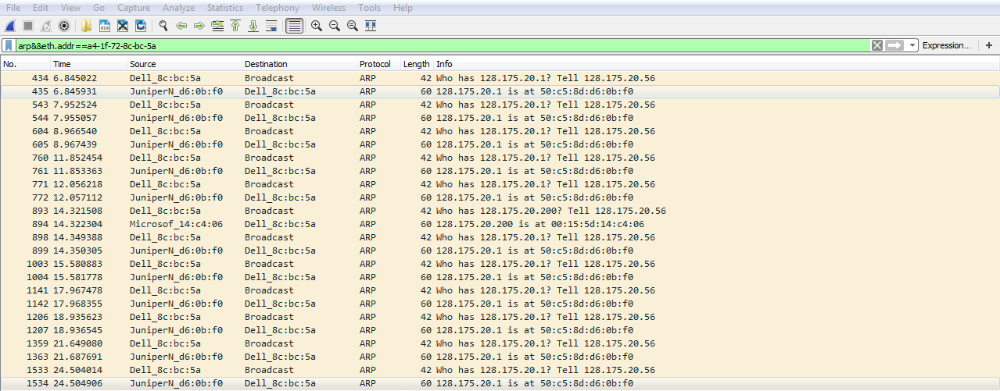 File Edit View Go Capture Analyze Statistics Telephony Wireless Tools Help
arp&&eth.addr==a4-1f-72-8c-bc-5a Expression... +
No. Time Source Destination Protocol Length Info
434 6.845022 Dell_8c:bc:5a Broadcast ARP 42 Who has 128.175.20.1? Tell 128.175.20.56
435 6.845931 JuniperN_d6:0b:f0 Dell_8c:bc:5a ARP 60 128.175.20.1 is at 50:c5:8d:d6:0b:f0
543 7.952524 Dell_8c:bc:5a Broadcast ARP 42 Who has 128.175.20.1? Tell 128.175.20.56
544 7.955057 JuniperN_d6:0b:f0 Dell_8c:bc:5a ARP 60 128.175.20.1 is at 50:c5:8d:d6:0b:f0
604 8.966540 Dell_8c:bc:5a Broadcast ARP 42 Who has 128.175.20.1? Tell 128.175.20.56
605 8.967439 JuniperN_d6:0b:f0 Dell_8c:bc:5a ARP 60 128.175.20.1 is at 50:c5:8d:d6:0b:f0
760 11.852454 Dell_8c:bc:5a Broadcast ARP 42 Who has 128.175.20.1? Tell 128.175.20.56
761 11.853363 JuniperN_d6:0b:f0 Dell_8c:bc:5a ARP 60 128.175.20.1 is at 50:c5:8d:d6:0b:f0
771 12.056218 Dell_8c:bc:5a Broadcast ARP 42 Who has 128.175.20.1? Tell 128.175.20.56
772 12.057112 JuniperN_d6:0b:f0 Dell_8c:bc:5a ARP 60 128.175.20.1 is at 50:c5:8d:d6:0b:f0
893 14.321508 Dell_8c:bc:5a Broadcast ARP 42 Who has 128.175.20.200? Tell 128.175.20.56
894 14.322304 Microsof_14:c4:06 Dell_8c:bc:5a ARP 60 128.175.20.200 is at 00:15:5d:14:c4:06
898 14.349388 Dell_8c:bc:5a Broadcast ARP 42 Who has 128.175.20.1? Tell 128.175.20.56
899 14.350305 JuniperN_d6:0b:f0 Dell_8c:bc:5a ARP 60 128.175.20.1 is at 50:c5:8d:d6:0b:f0
1003 15.580883 Dell_8c:bc:5a Broadcast ARP 42 Who has 128.175.20.1? Tell 128.175.20.56
1004 15.581778 JuniperN_d6:0b:f0 Dell_8c:bc:5a ARP 60 128.175.20.1 is at 50:c5:8d:d6:0b:f0
1141 17.967478 Dell_8c:bc:5a Broadcast ARP 42 Who has 128.175.20.1? Tell 128.175.20.56
1142 17.968355 JuniperN_d6:0b:f0 Dell_8c:bc:5a ARP 60 128.175.20.1 is at 50:c5:8d:d6:0b:f0
1206 18.935623 Dell_8c:bc:5a Broadcast ARP 42 Who has 128.175.20.1? Tell 128.175.20.56
1207 18.936545 JuniperN_d6:0b:f0 Dell_8c:bc:5a ARP 60 128.175.20.1 is at 50:c5:8d:d6:0b:f0
1359 21.649080 Dell_8c:bc:5a Broadcast ARP 42 Who has 128.175.20.1? Tell 128.175.20.56
1363 21.687691 JuniperN_d6:0b:f0 Dell_8c:bc:5a ARP 60 128.175.20.1 is at 50:c5:8d:d6:0b:f0
1533 24.504014 Dell_8c:bc:5a Broadcast ARP 42 Who has 128.175.20.1? Tell 128.175.20.56
1534 24.504906 JuniperN_d6:0b:f0 Dell_8c:bc:5a ARP 60 128.175.20.1 is at 50:c5:8d:d6:0b:f0